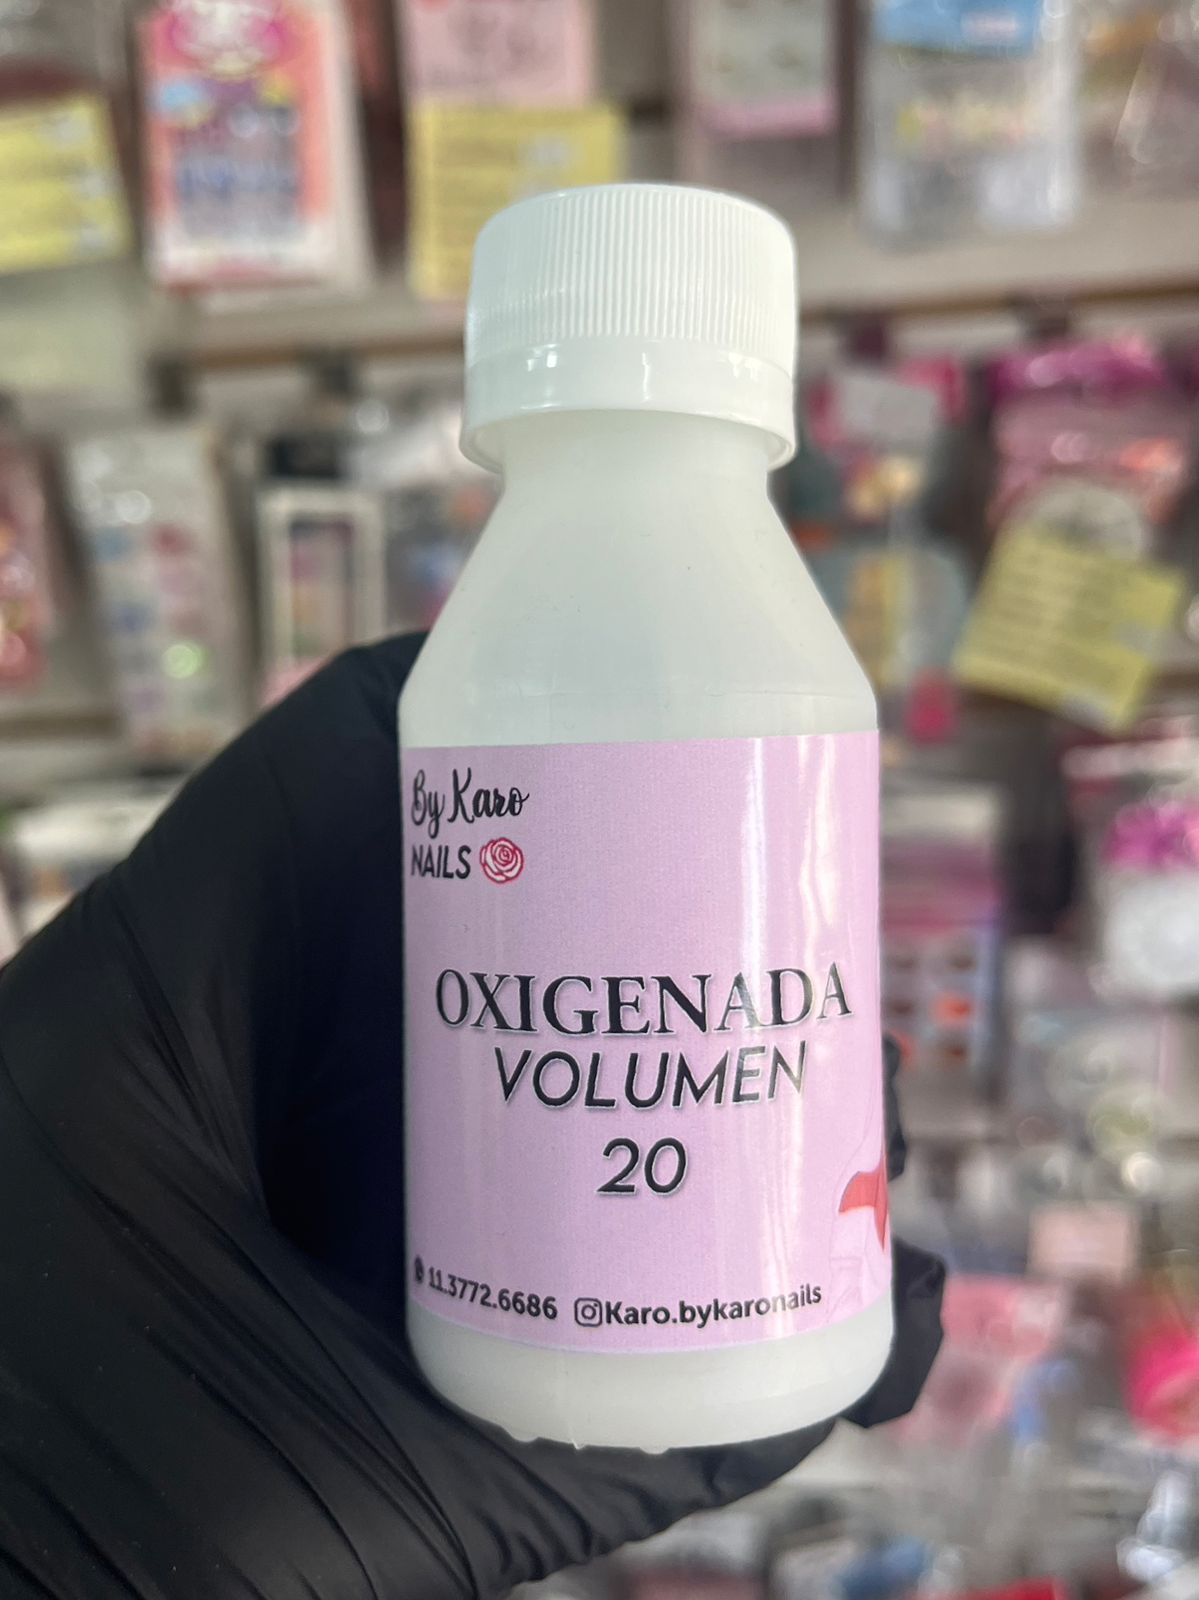 By Karo
NAILS
OXIGENADA
VOLUMEN
20
11.3772.6686 Karo.bykaronails